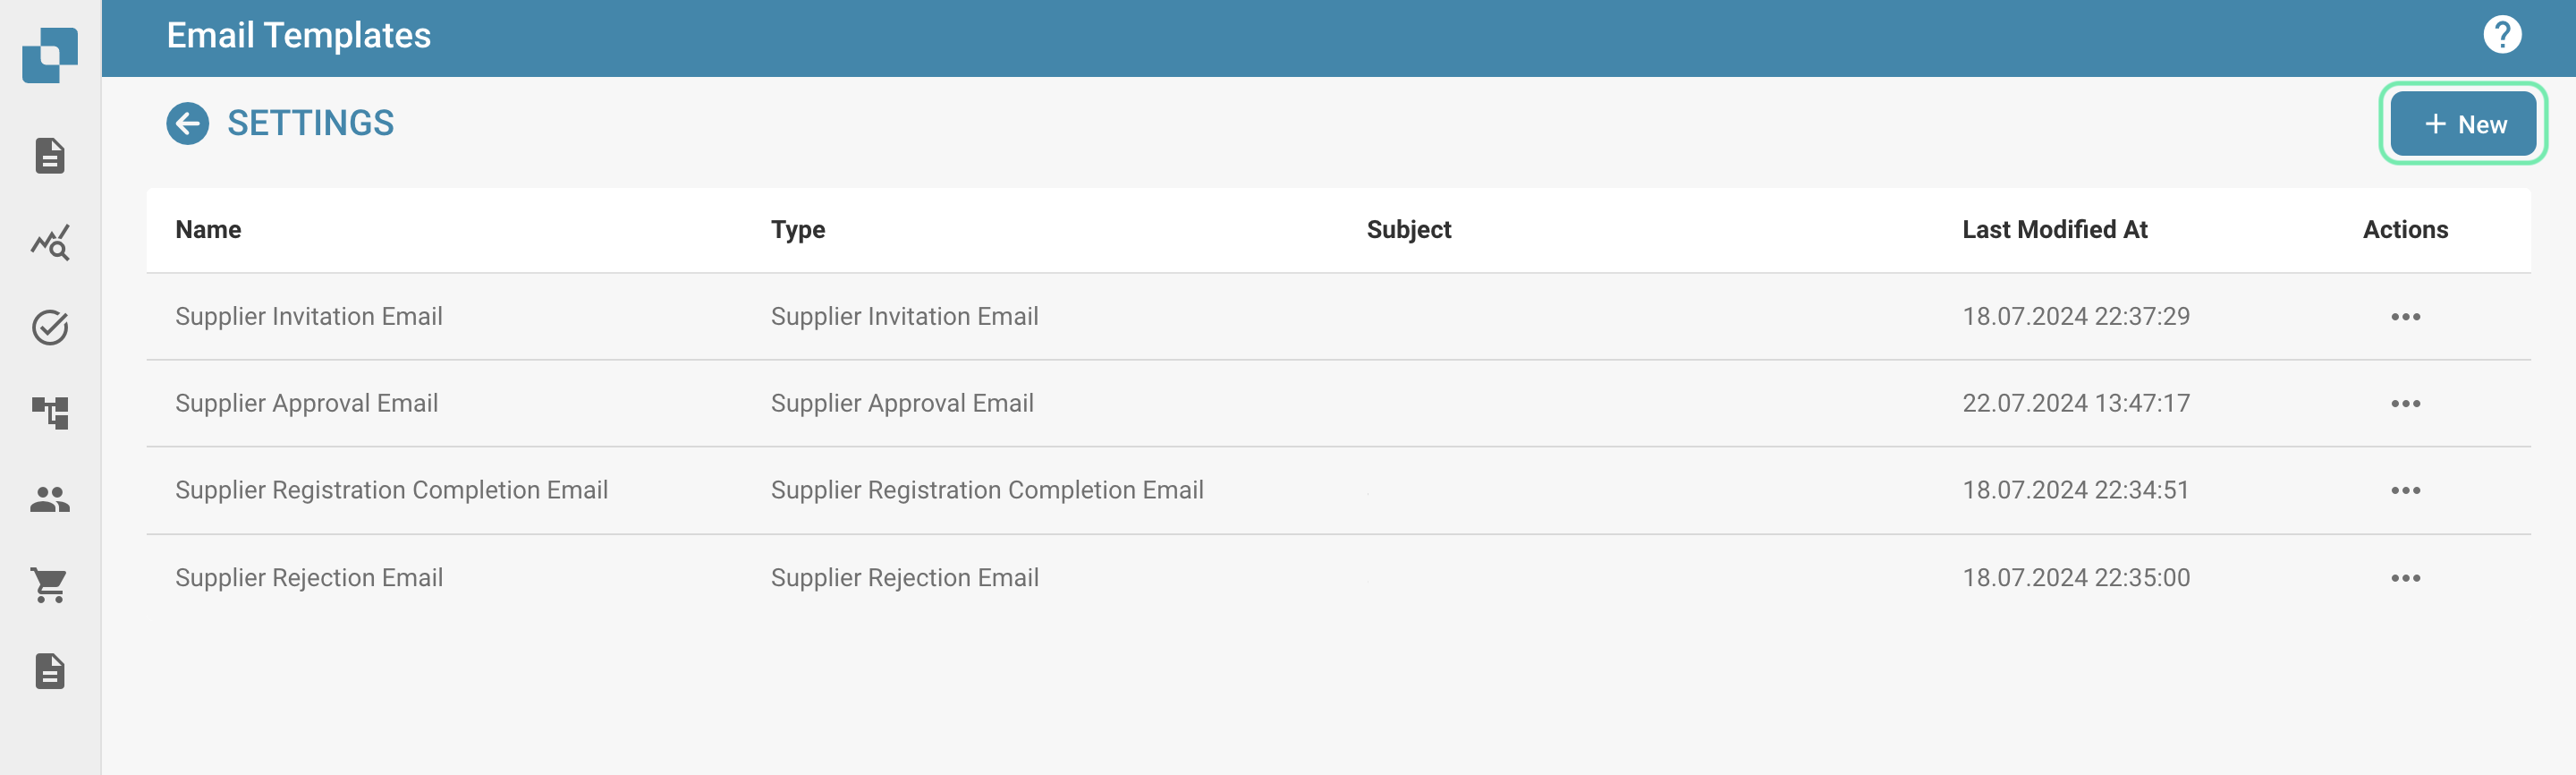 Email Templates
?
SETTINGS
+ New
Name Type Subject Last Modified At Actions
Supplier Invitation Email Supplier Invitation Email 18.07.2024 22:37:29
Supplier Approval Email Supplier Approval Email 22.07.2024 13:47:17
Supplier Registration Completion Email Supplier Registration Completion Email 18.07.2024 22:34:51
Supplier Rejection Email Supplier Rejection Email 18.07.2024 22:35:00